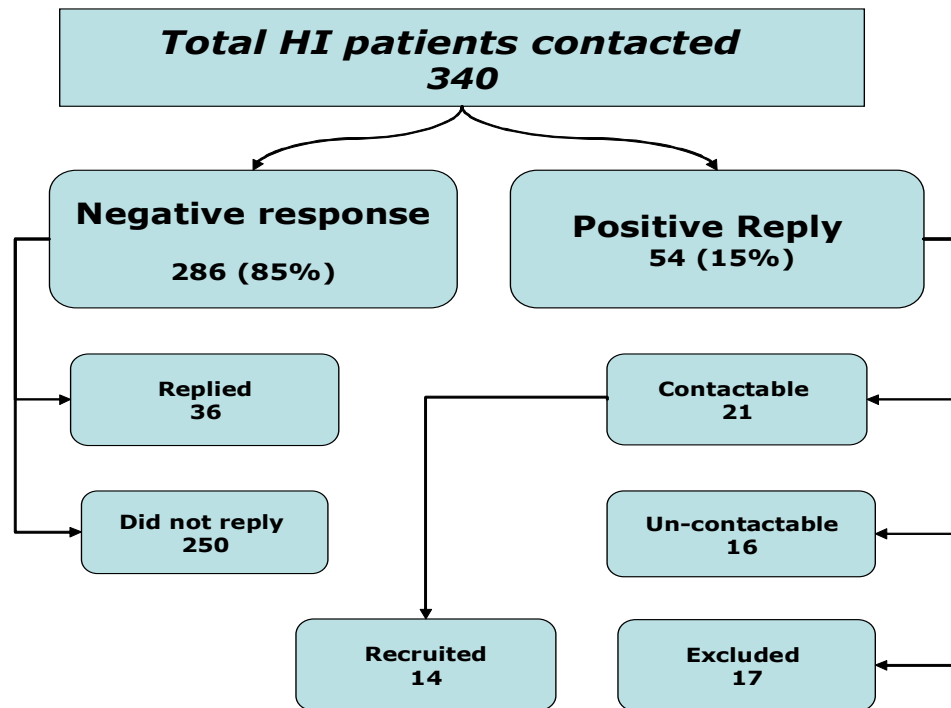 Total HI patients contacted
340
Negative response
286 (85%)
Positive Reply
54 (15%)
Replied
36
Contactable
21
Did not reply
250
Un-contactable
16
Recruited
14
Excluded
17